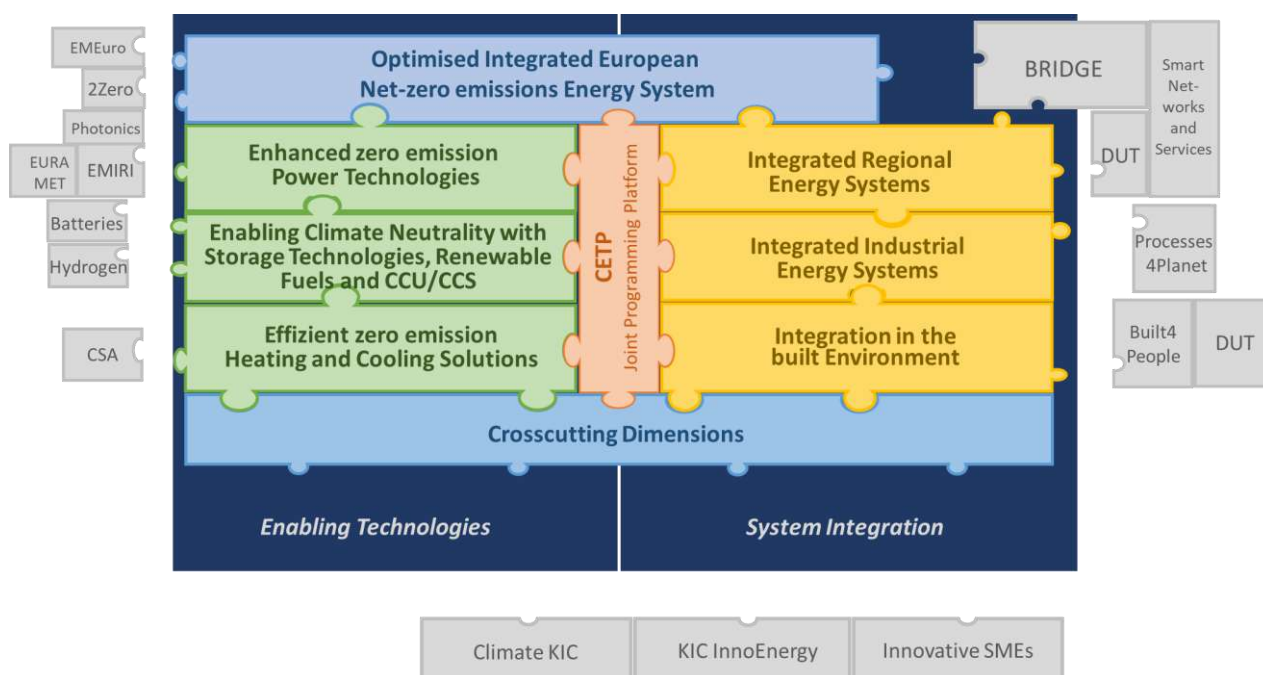 EMEuro
2Zero
Photonics
EURA
MET
EMIRI
Batteries
Hydrogen
CSA
Optimised Integrated European
Net-zero emissions Energy System
Enhanced zero emission
Power Technologies
Enabling Climate Neutrality with
Storage Technologies, Renewable
Fuels and CCU/CCS
Effizient zero emission
Heating and Cooling Solutions
CETP
Joint Programming Platform
Integrated Regional
Energy Systems
Integrated Industrial
Energy Systems
Integration in the
built Environment
Crosscutting Dimensions
Enabling Technologies
System Integration
BRIDGE
Smart
Net-
works
and
Services
DUT
Processes
4Planet
Built4
People
DUT
Climate KIC
KIC InnoEnergy
Innovative SMEs